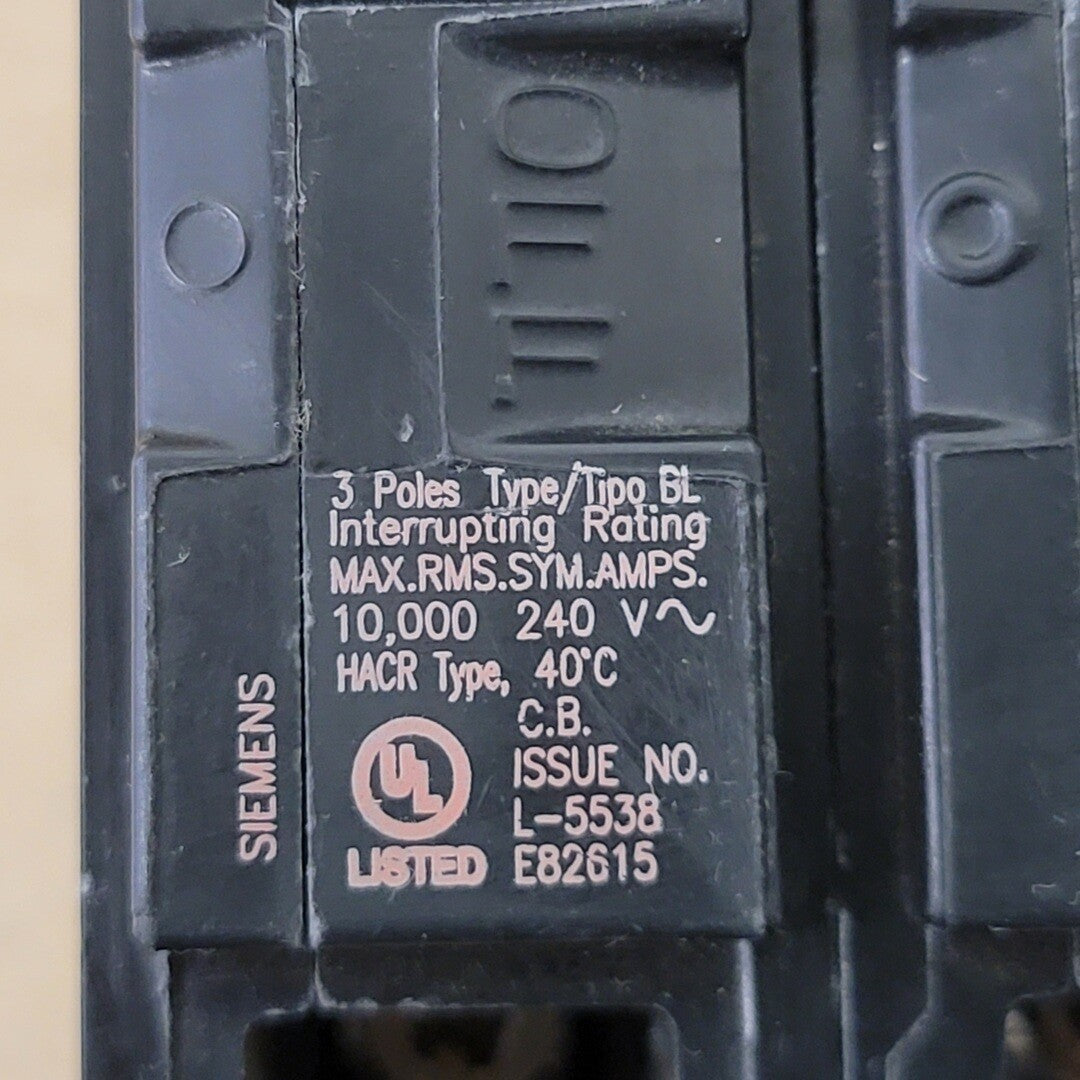 3 Poles Type/Tipo BL
Interrupting Rating
MAX.RMS.SYM.AMPS.
10,000 240 V~
HACR Type, 40°C
C.B.
ISSUE NO.
L-5538
E82615
UL
LISTED
SIEMENS